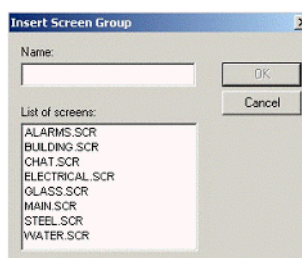 Insert Screen Group
Name:
OK
Cancel
List of screens:
ALARMS.SCR
BUILDING.SCR
CHAT.SCR
ELECTRICAL.SCR
GLASS.SCR
MAIN.SCR
STEEL.SCR
WATER.SCR